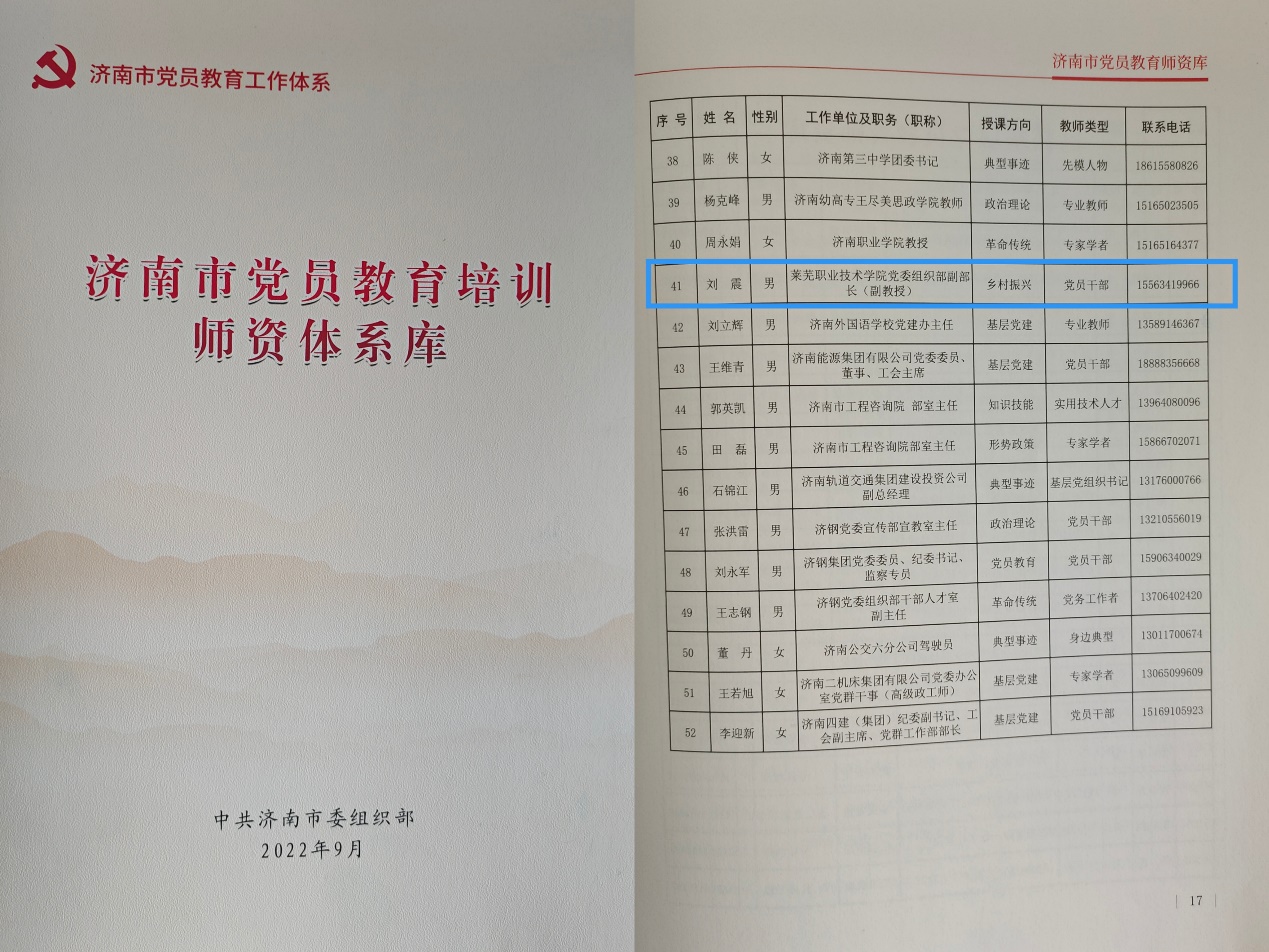 济南市党员教育工作体系
济南市党员教育培训
师资体系库
中共济南市委组织部
2022年9月
济南市党员教育师资库
序 号 姓 名 性别 工作单位及职务（职称） 授课方向 教师类型 联系电话
38 陈 侠 女 济南第三中学团委书记 典型事迹 先模人物 18615580826
39 杨克峰 男 济南幼高专王尽美思政学院教师 政治理论 专业教师 15165023505
40 周永娟 女 济南职业学院教授 革命传统 专家学者 15165164377
41 刘 震 男 莱芜职业技术学院党委组织部副部
长（副教授） 乡村振兴 党员干部 15563419966
42 刘立辉 男 济南外国语学校党建办主任 基层党建 专业教师 13589146367
43 王维青 男 济南能源集团有限公司党委委员、
董事、工会主席 基层党建 党员干部 18888356668
44 郭英凯 男 济南市工程咨询院 部室主任 知识技能 实用技术人才 13964080096
45 田 磊 男 济南市工程咨询院部室主任 形势政策 专家学者 15866702071
46 石锦江 男 济南轨道交通集团建设投资公司
副总经理 典型事迹 基层党组织书记 13176000766
47 张洪雷 男 济钢党委宣传部宣教室主任 政治理论 党员干部 13210556019
48 刘永军 男 济钢集团党委委员、纪委书记、
监察专员 党员教育 党员干部 15906340029
49 王志钢 男 济钢党委组织部干部人才室
副主任 革命传统 党务工作者 13706402420
50 董 丹 女 济南公交六分公司驾驶员 典型事迹 身边典型 13011700674
51 王若旭 女 济南二机床集团有限公司党委办公
室党群干事（高级政工师） 基层党建 专家学者 13065099609
52 李迎新 女 济南四建（集团）纪委副书记、工
会副主席、党群工作部部长 基层党建 党员干部 15169105923
17